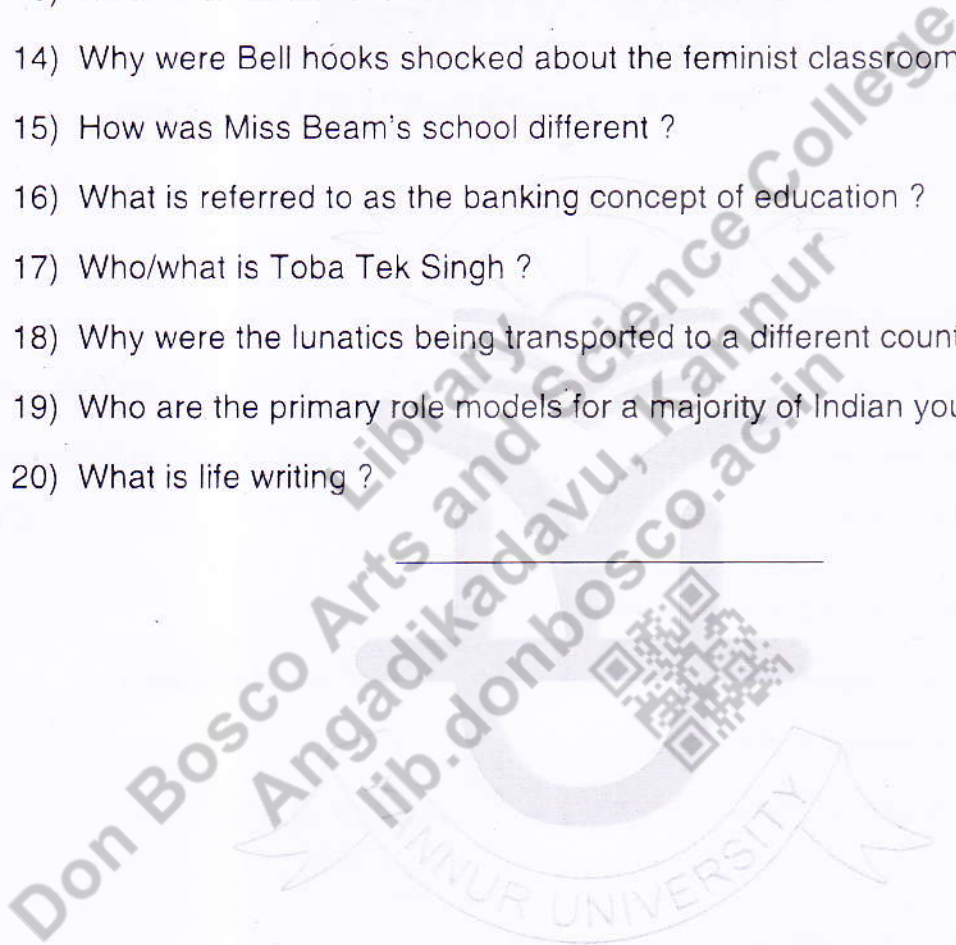 14) Why were Bell hooks shocked about the feminist classroom
15) How was Miss Beam's school different ?
16) What is referred to as the banking concept of education ?
17) Who/what is Toba Tek Singh ?
18) Why were the lunatics being transported to a different
19) Who are the primary role models for a majority of Indian
20) What is life writing ?
Library
Don Bosco Arts and Science College
Angadikadavu, Kannur
lib.donbosco.ac.in
UNIVERSITY